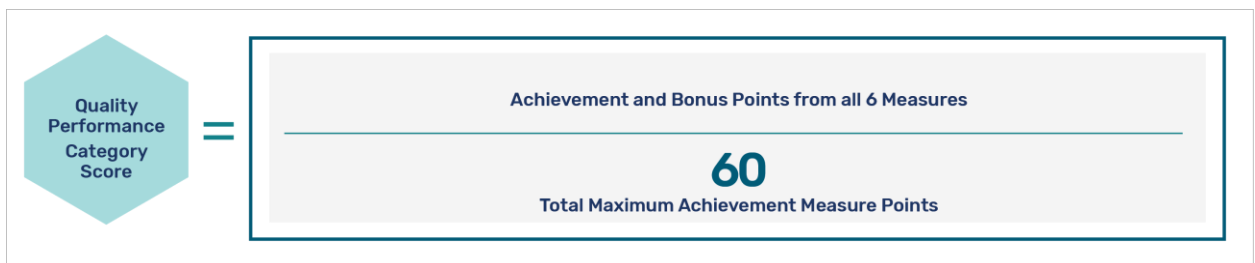 Quality
Performance
Category
Score
=
Achievement and Bonus Points from all 6 Measures
60
Total Maximum Achievement Measure Points